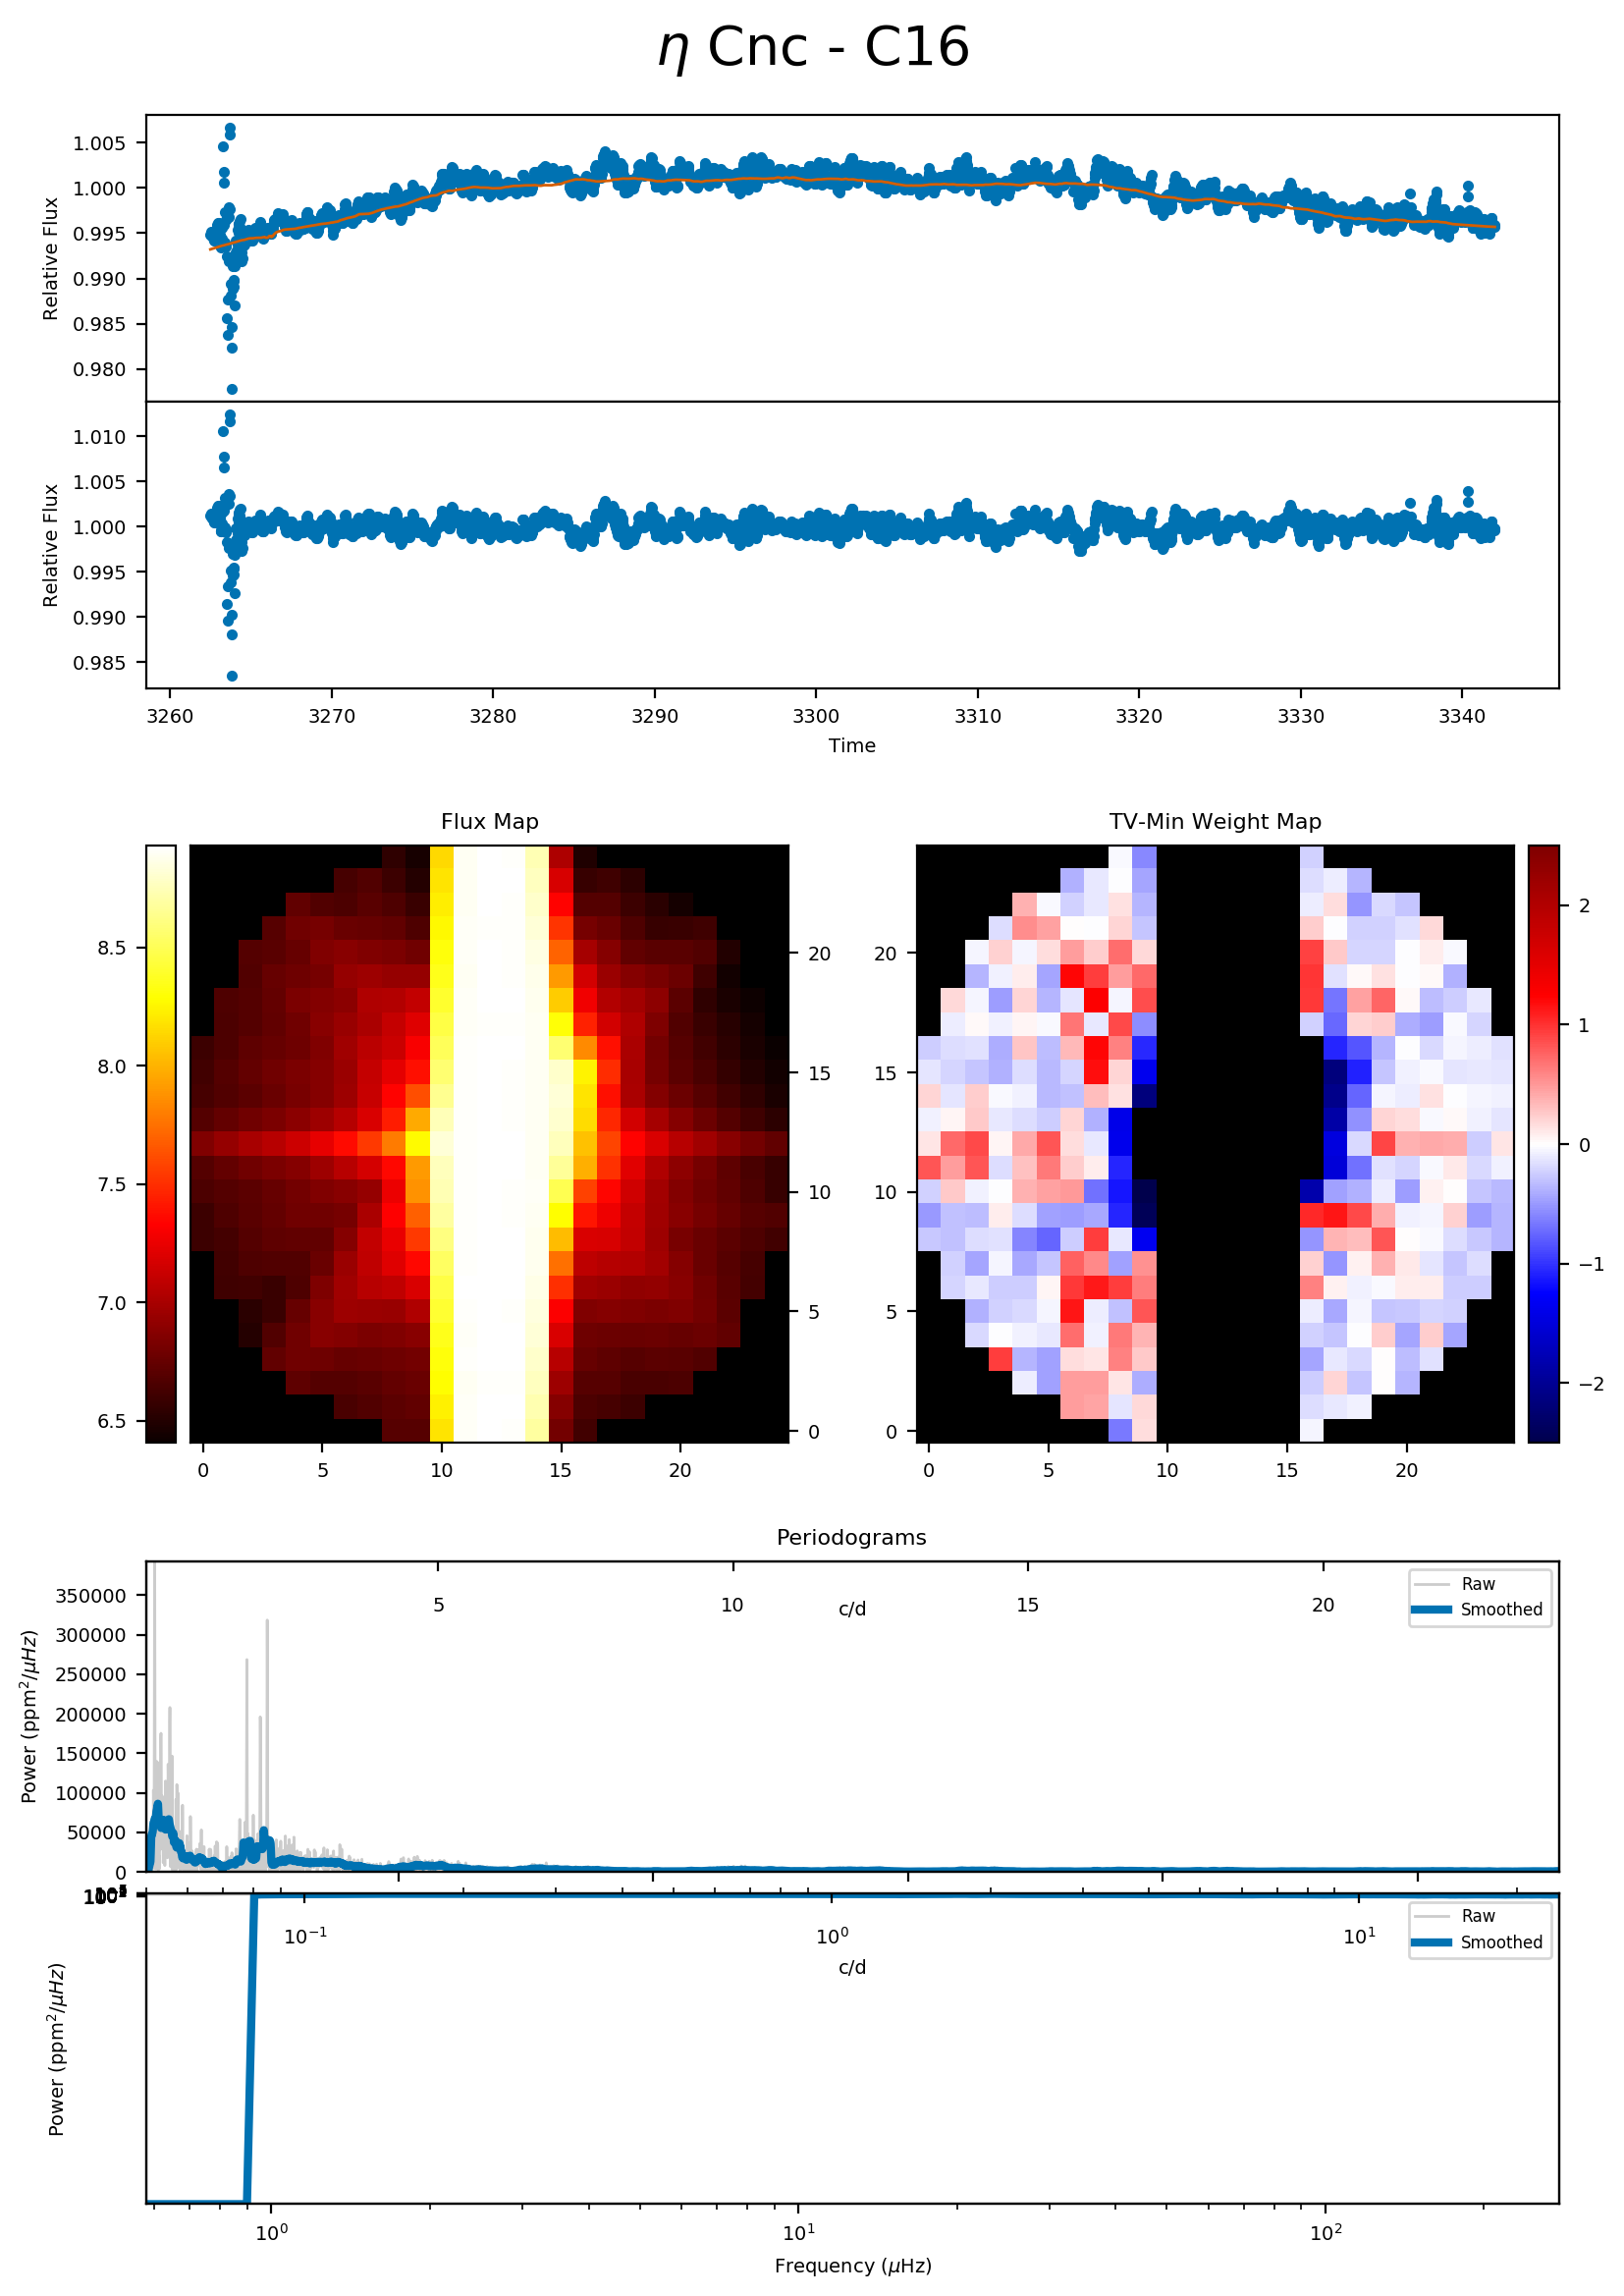 η Cnc - C16
1.005
1.000
0.995
0.990
0.985
0.980
Relative Flux
1.010
1.005
1.000
0.995
0.990
0.985
Relative Flux
3260 3270 3280 3290 3300 3310 3320 3330 3340
Time
Flux Map
8.5
8.0
7.5
7.0
6.5
20
15
10
5
0
0 5 10 15 20
TV-Min Weight Map
20
15
10
5
0
0 5 10 15 20
2
1
0
−1
−2
Periodograms
350000
300000
250000
200000
150000
100000
50000
0
Power (ppm²/μHz)
5 10 15 20
c/d
Raw
Smoothed
10⁻¹ 10⁰ 10¹
c/d
Raw
Smoothed
Power (ppm²/μHz)
10⁰ 10¹ 10²
Frequency (μHz)